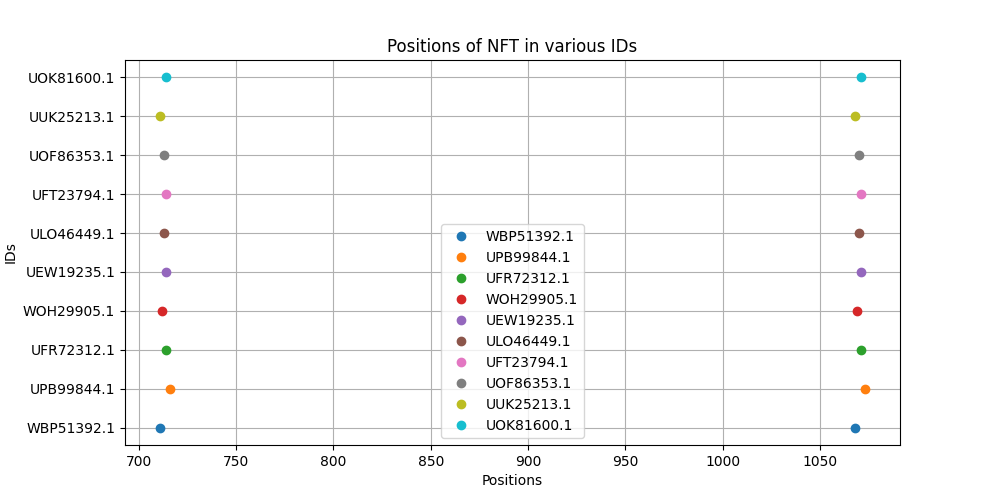 Positions of NFT in various IDs
UOK81600.1
UUK25213.1
UOF86353.1
UFT23794.1
ULO46449.1
UEW19235.1
WOH29905.1
UFR72312.1
UPB99844.1
WBP51392.1
IDs
WBP51392.1
UPB99844.1
UFR72312.1
WOH29905.1
UEW19235.1
ULO46449.1
UFT23794.1
UOF86353.1
UUK25213.1
UOK81600.1
700 750 800 850 900 950 1000 1050
Positions